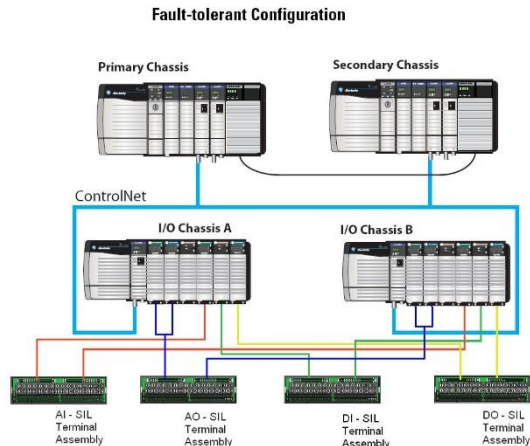 Fault-tolerant Configuration
Primary Chassis
Secondary Chassis
ControlNet
I/O Chassis A
I/O Chassis B
AI - SIL
Terminal
Assembly
AO - SIL
Terminal
Assembly
DI - SIL
Terminal
Assembly
DO - SIL
Terminal
Assembly